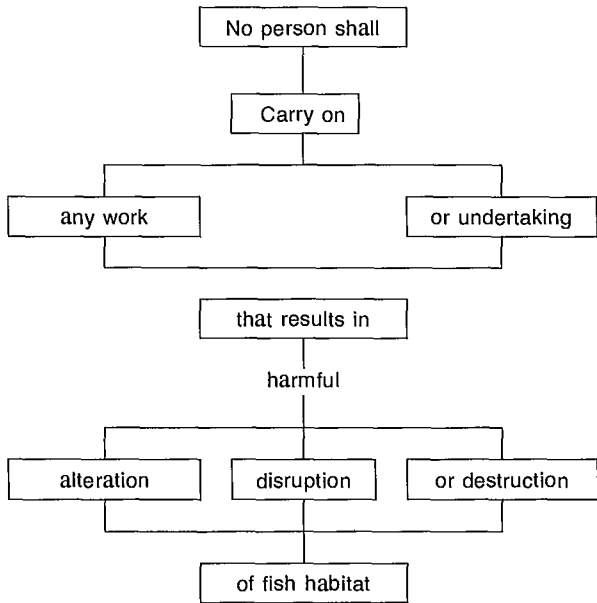 No person shall
Carry on
any work
or undertaking
that results in
harmful
alteration
disruption
or destruction
of fish habitat